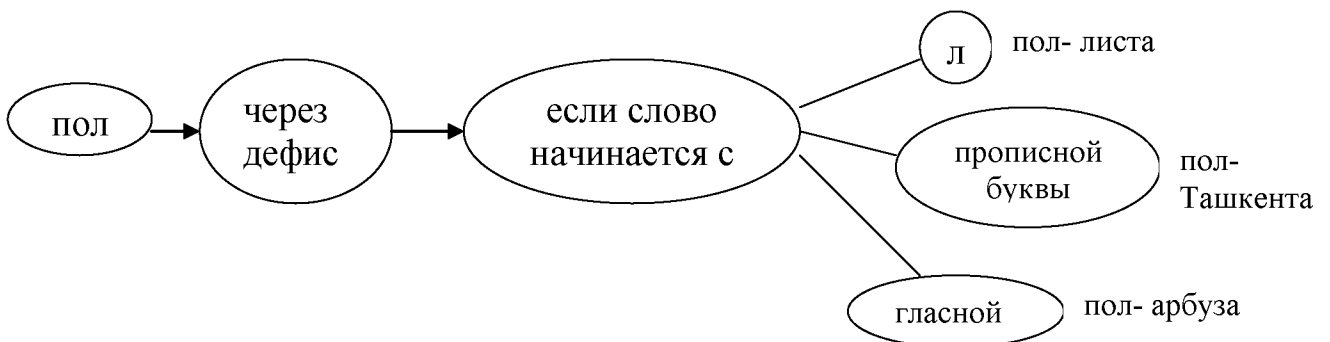 пол
через
дефис
если слово
начинается с
л
пол- листа
прописной
буквы
пол-
Ташкента
гласной
пол- арбуза